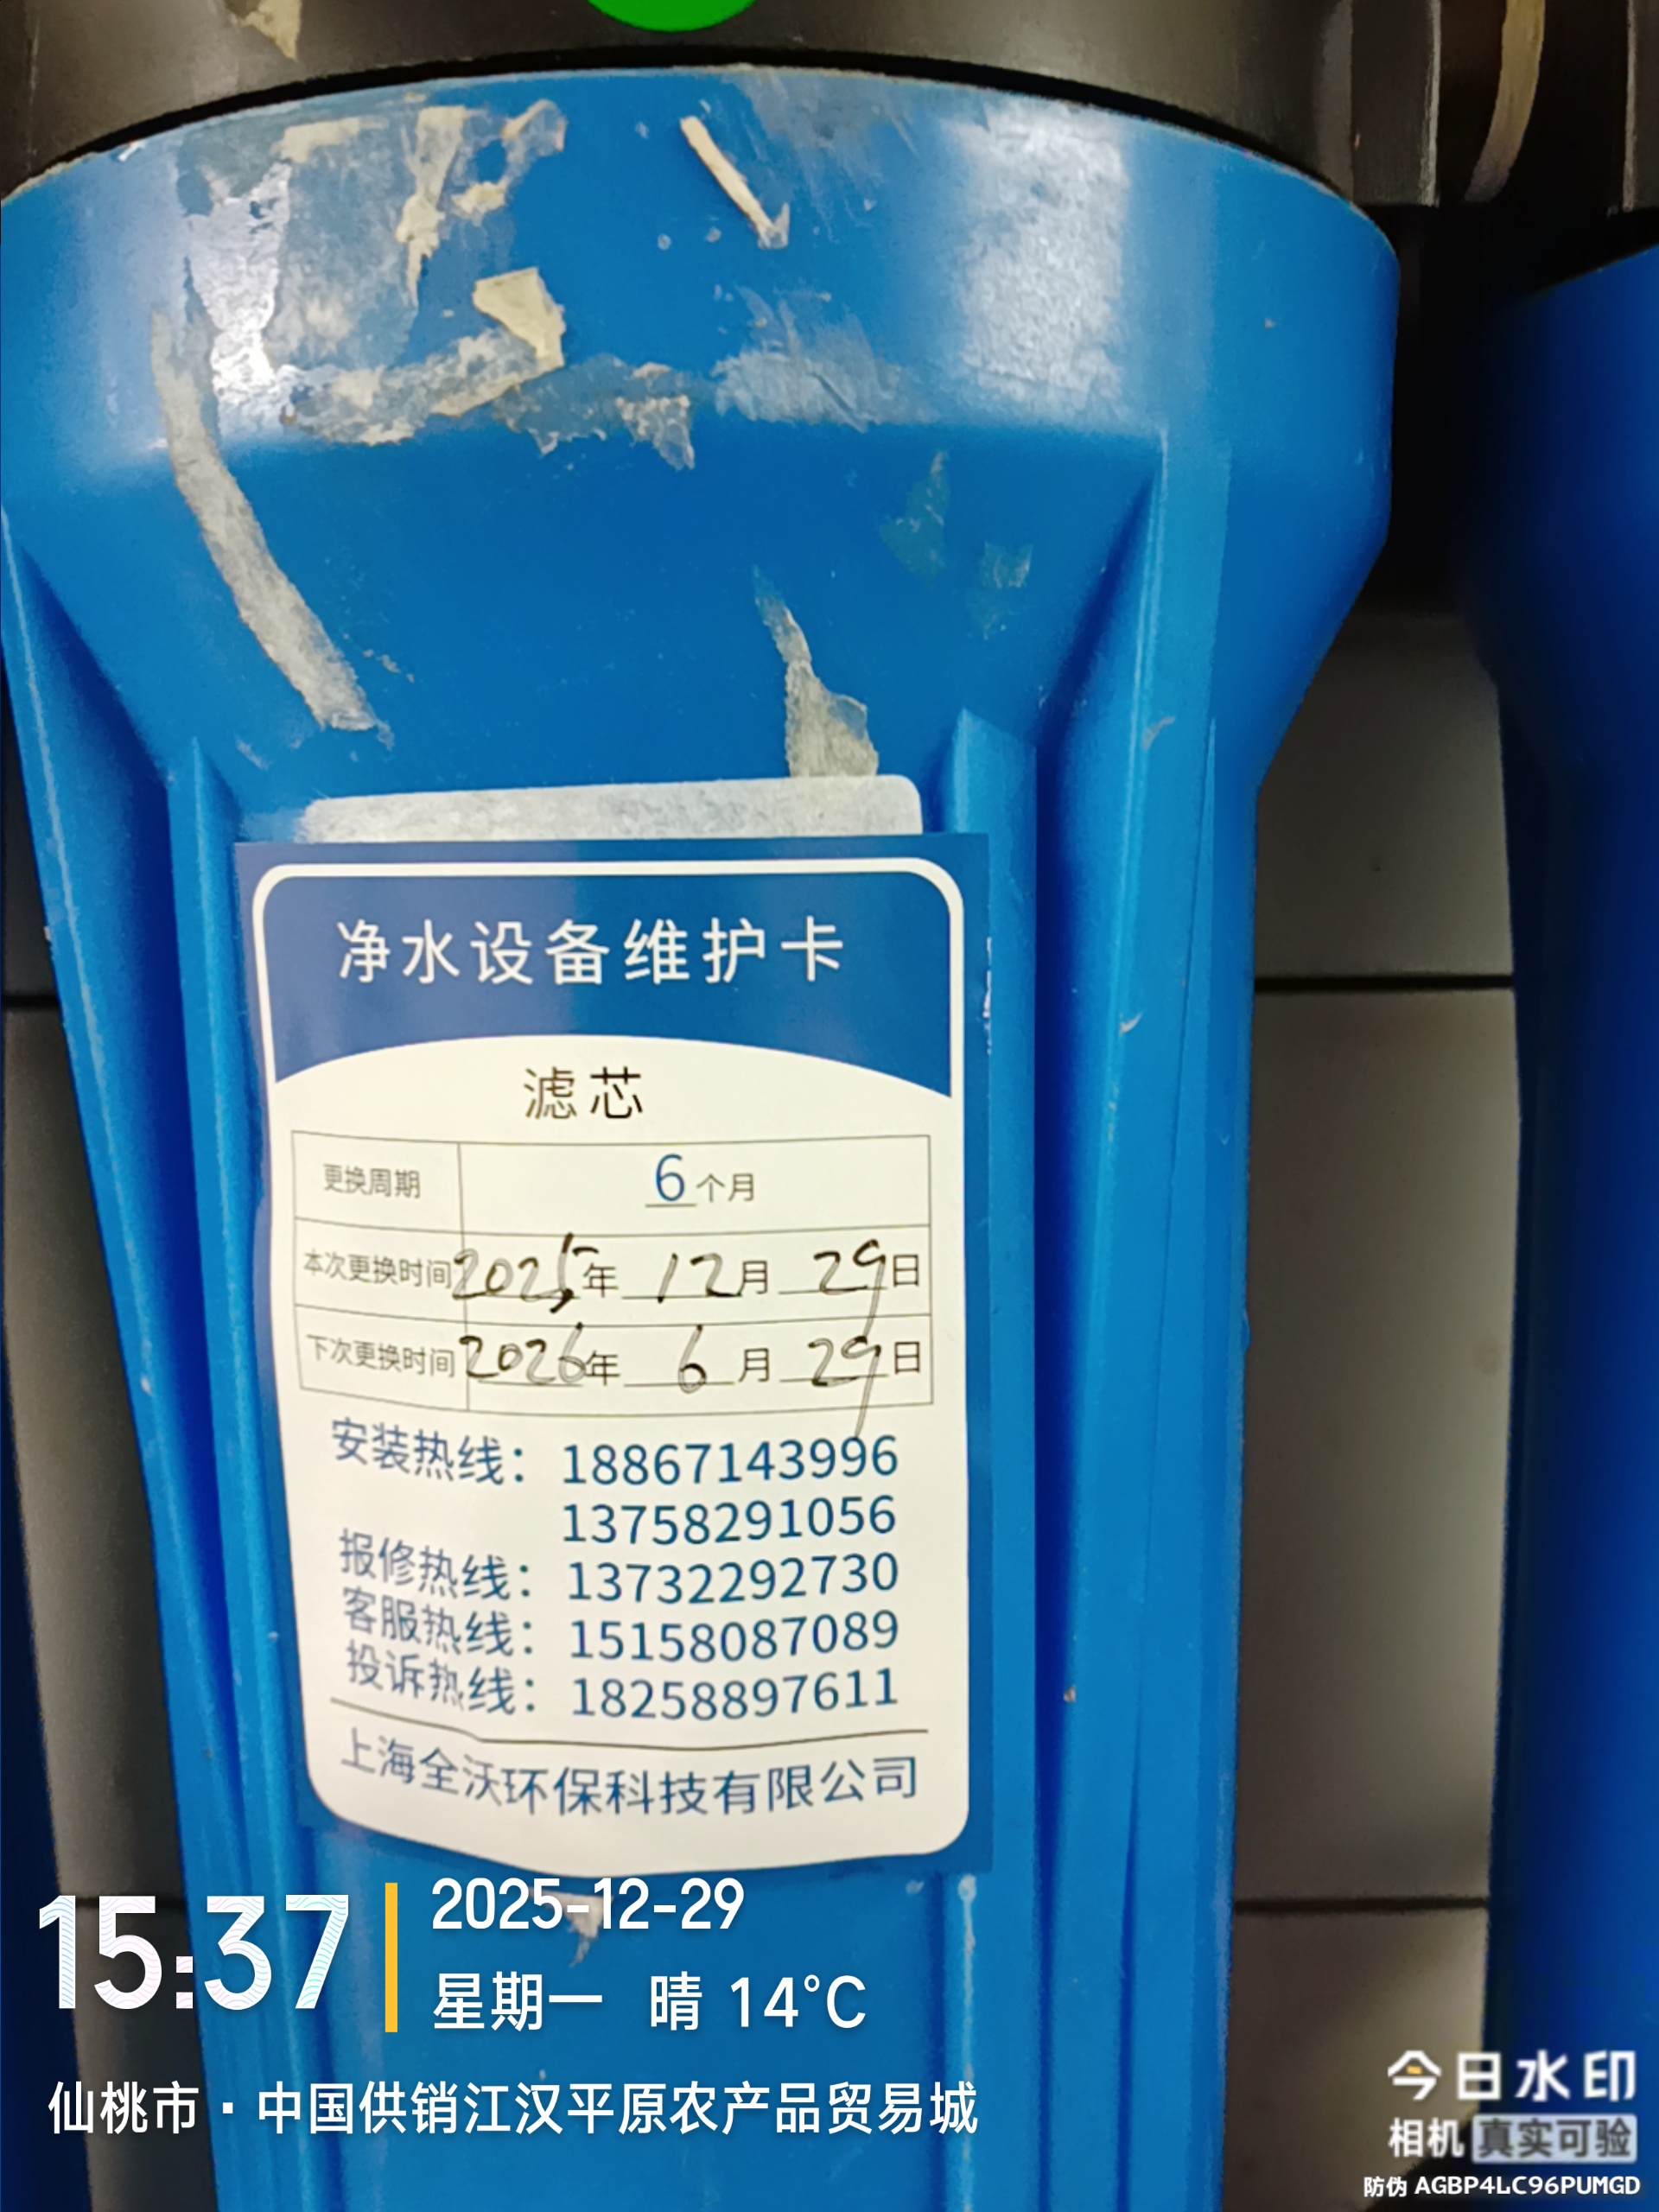 净水设备维护卡
滤芯
更换周期 6个月
本次更换时间 2025年 12月 29日
下次更换时间 2026年 6月 29日
安装热线：18867143996
13758291056
报修热线：13732292730
客服热线：15158087089
投诉热线：18258897611
上海全沃环保科技有限公司
15:37
2025-12-29
星期一 晴 14°C
仙桃市·中国供销江汉平原农产品贸易城
今日水印
相机 真实可验
防伪 AGBP4LC96PUMGD